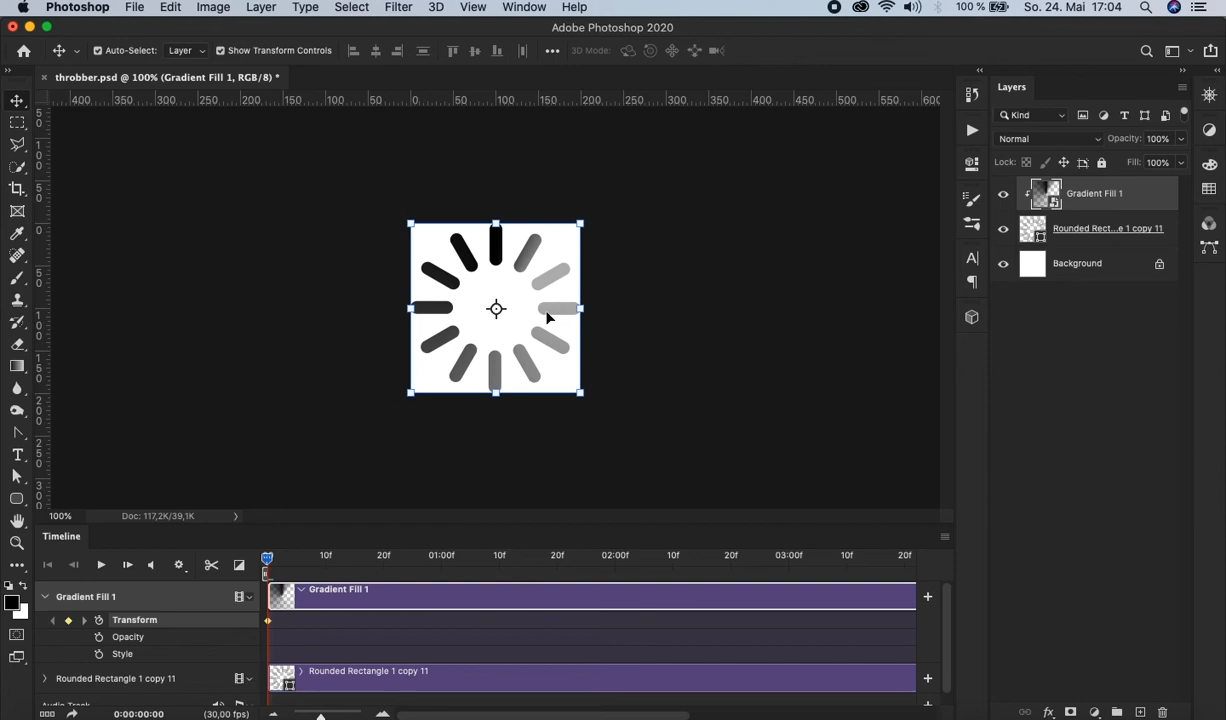 Photoshop File Edit Image Layer Type Select Filter 3D View Window Help 100 % So. 24. Mai 17:04
Adobe Photoshop 2020
Auto-Select: Layer Show Transform Controls 3D Mode:
throbber.psd @ 100% (Gradient Fill 1, RGB/8) *
400 350 300 250 200 150 100 50 0 50 100 150 200 250 300 350 400 450 500 550 600
Layers
Kind
Normal Opacity: 100%
Lock: Fill: 100%
Gradient Fill 1
Rounded Rect...e 1 copy 11
Background
100% Doc: 117,2K/39,1K
Timeline
10f 20f 01:00f 10f 20f 02:00f 10f 20f 03:00f 10f 20f
Gradient Fill 1
Gradient Fill 1
Transform
Opacity
Style
Rounded Rectangle 1 copy 11
Rounded Rectangle 1 copy 11
0:00:00:00 (30,00 fps)